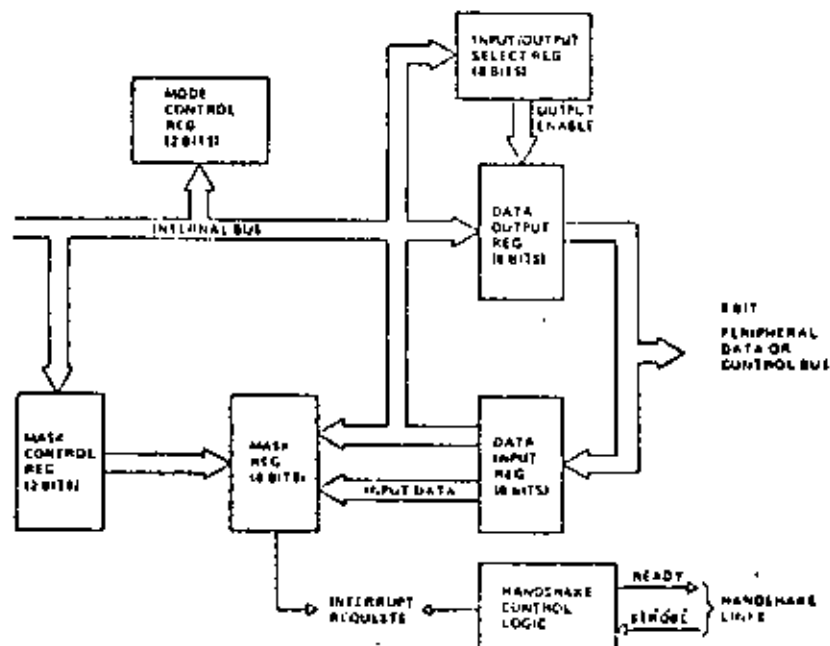 INPUT/OUTPUT
SELECT REG
(8 BITS)
MODE
CONTROL
REG
(2 BITS)
OUTPUT
ENABLE
INTERNAL BUS
DATA
OUTPUT
REG
(8 BITS)
8 BIT
PERIPHERAL
DATA OR
CONTROL BUS
MASK
CONTROL
REG
(2 BITS)
MASK
REG
(8 BITS)
DATA
INPUT
REG
(8 BITS)
INPUT DATA
INTERRUPT
REQUESTS
HANDSHAKE
CONTROL
LOGIC
READY
STROBE
HANDSHAKE
LINES